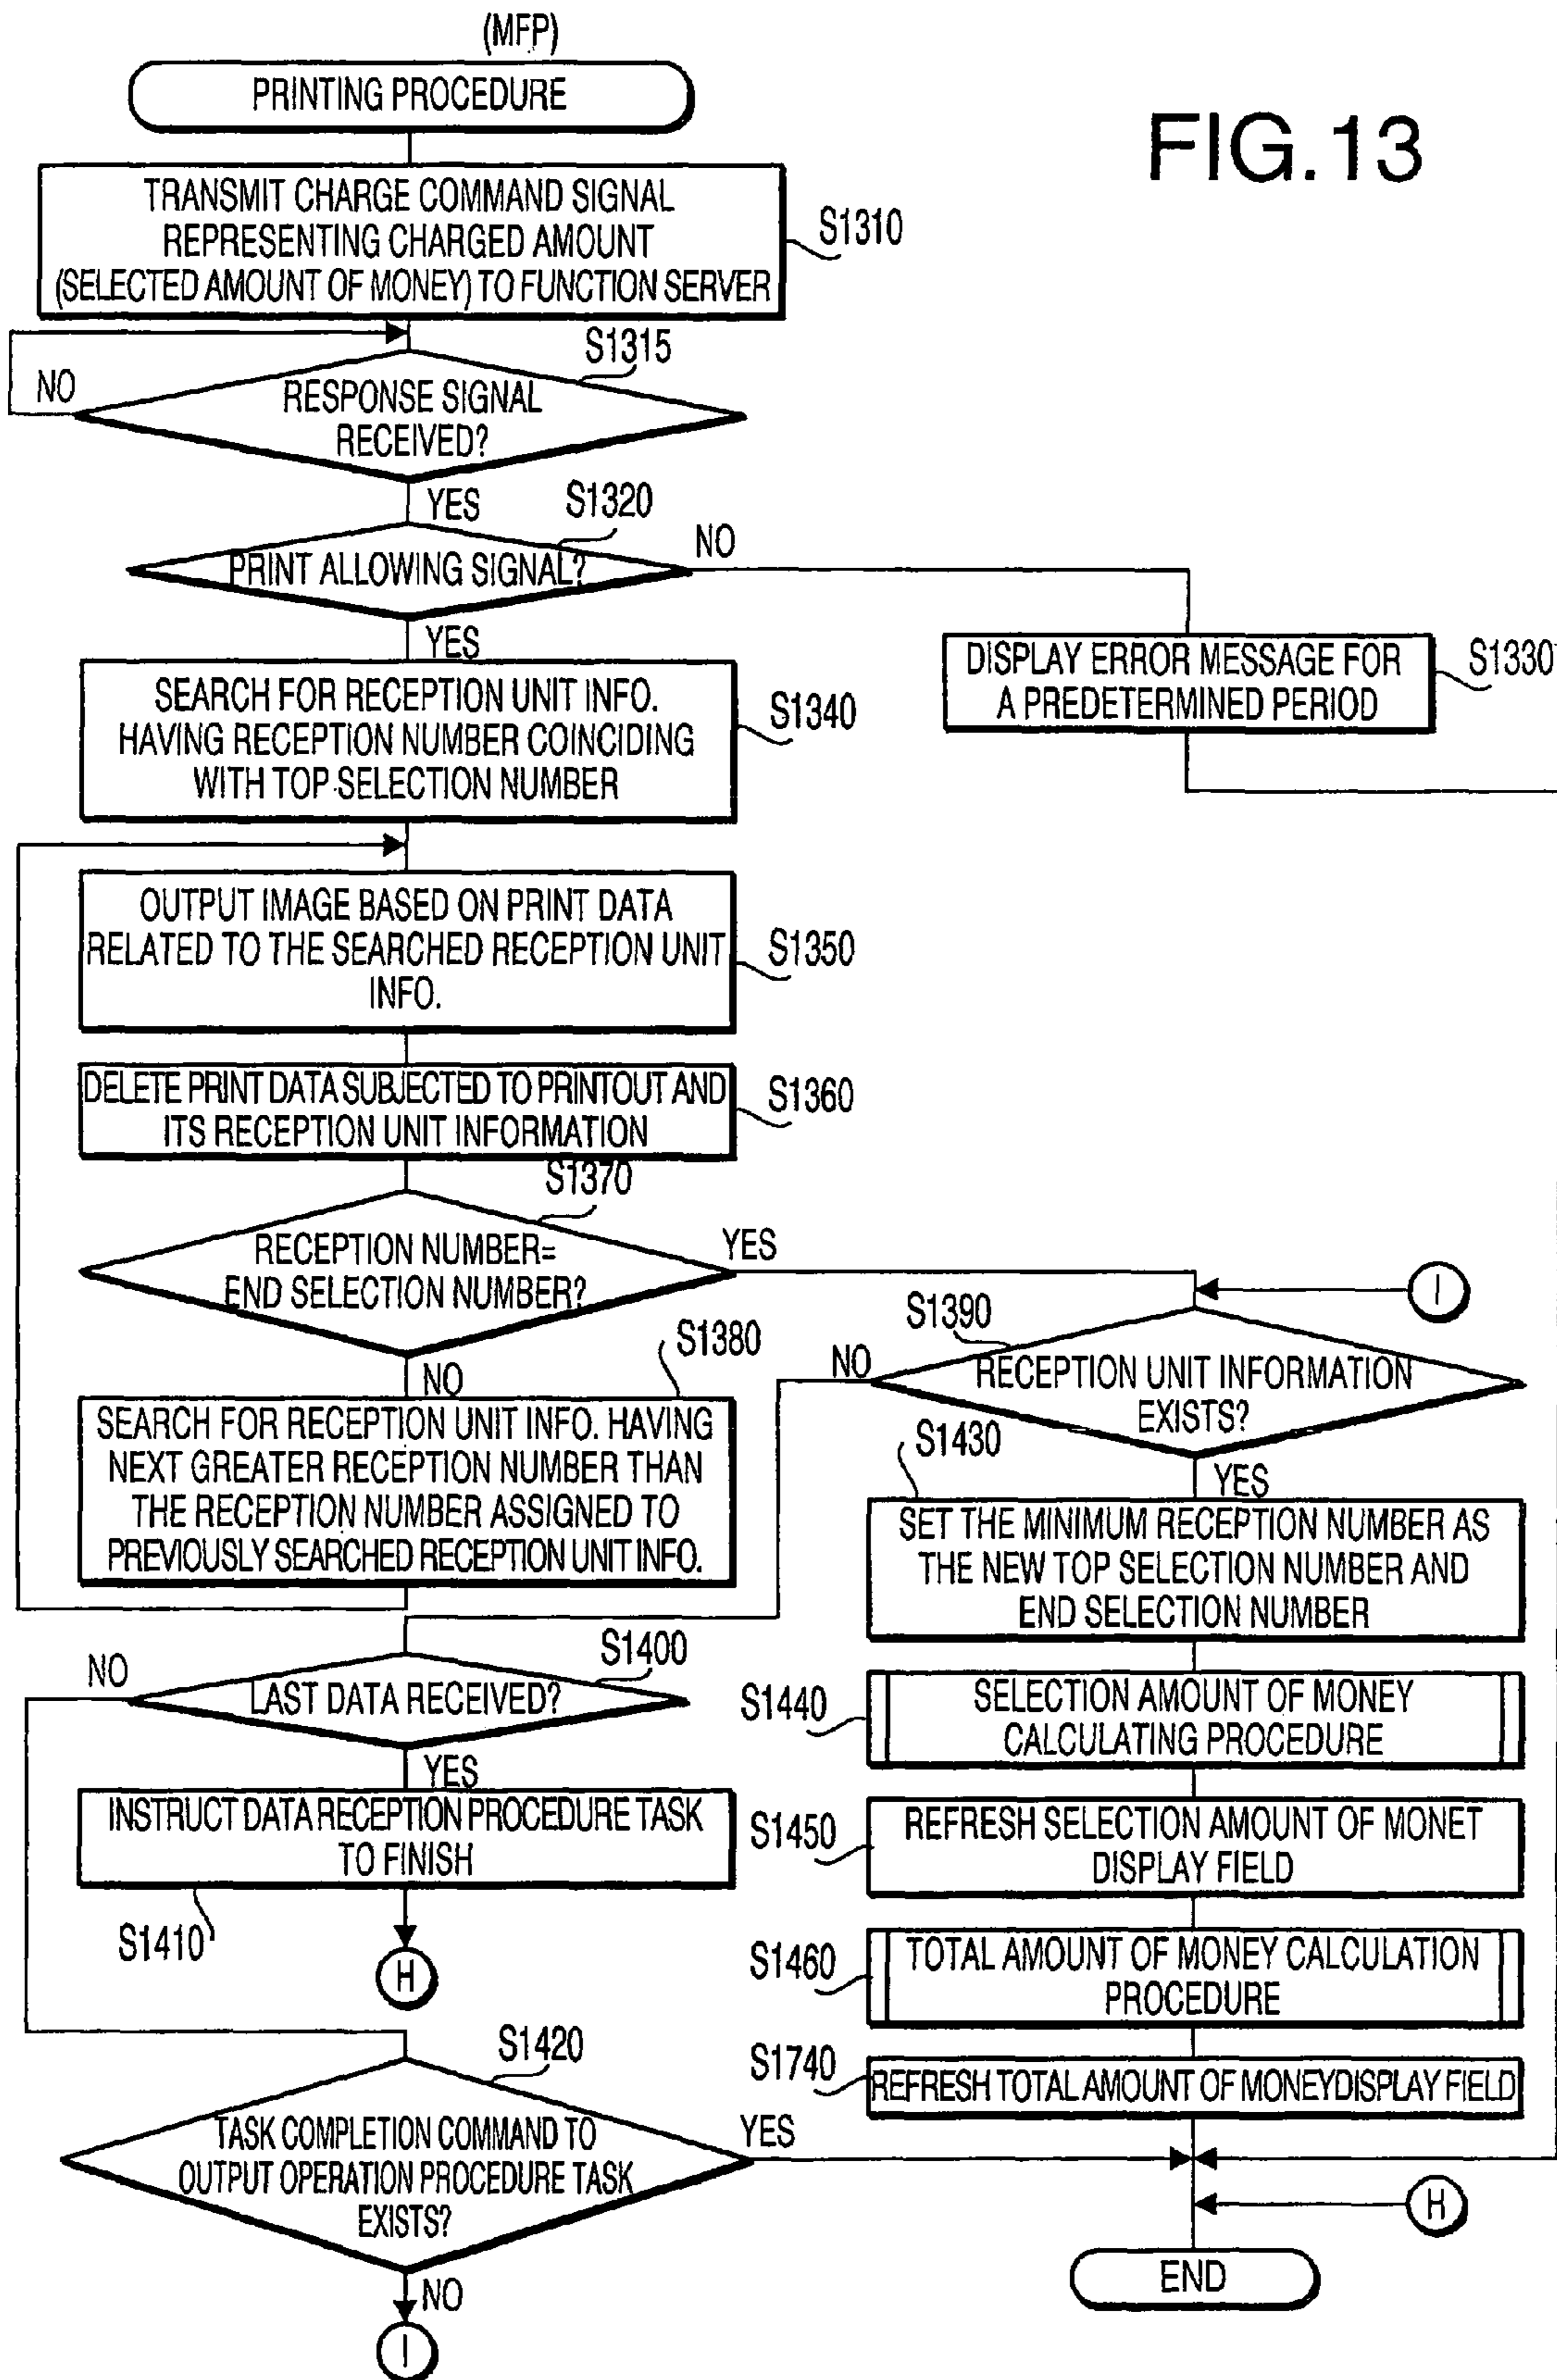 (MFP)
PRINTING PROCEDURE
FIG.13
TRANSMIT CHARGE COMMAND SIGNAL
REPRESENTING CHARGED AMOUNT
(SELECTED AMOUNT OF MONEY) TO FUNCTION SERVER
S1310
S1315
NO
RESPONSE SIGNAL
RECEIVED?
YES
S1320
PRINT ALLOWING SIGNAL?
NO
YES
DISPLAY ERROR MESSAGE FOR
A PREDETERMINED PERIOD
S1330
SEARCH FOR RECEPTION UNIT INFO.
HAVING RECEPTION NUMBER COINCIDING
WITH TOP SELECTION NUMBER
S1340
OUTPUT IMAGE BASED ON PRINT DATA
RELATED TO THE SEARCHED RECEPTION UNIT
INFO.
S1350
DELETE PRINT DATA SUBJECTED TO PRINTOUT AND
ITS RECEPTION UNIT INFORMATION
S1360
S1370
RECEPTION NUMBER=
END SELECTION NUMBER?
YES
NO
S1380
SEARCH FOR RECEPTION UNIT INFO. HAVING
NEXT GREATER RECEPTION NUMBER THAN
THE RECEPTION NUMBER ASSIGNED TO
PREVIOUSLY SEARCHED RECEPTION UNIT INFO.
I
S1390
NO
RECEPTION UNIT INFORMATION
EXISTS?
S1430
YES
SET THE MINIMUM RECEPTION NUMBER AS
THE NEW TOP SELECTION NUMBER AND
END SELECTION NUMBER
S1400
NO
LAST DATA RECEIVED?
YES
S1440
SELECTION AMOUNT OF MONEY
CALCULATING PROCEDURE
INSTRUCT DATA RECEPTION PROCEDURE TASK
TO FINISH
S1410
H
S1450
REFRESH SELECTION AMOUNT OF MONET
DISPLAY FIELD
S1460
TOTAL AMOUNT OF MONEY CALCULATION
PROCEDURE
S1420
TASK COMPLETION COMMAND TO
OUTPUT OPERATION PROCEDURE TASK
EXISTS?
YES
NO
I
S1740
REFRESH TOTAL AMOUNT OF MONEYDISPLAY FIELD
H
END